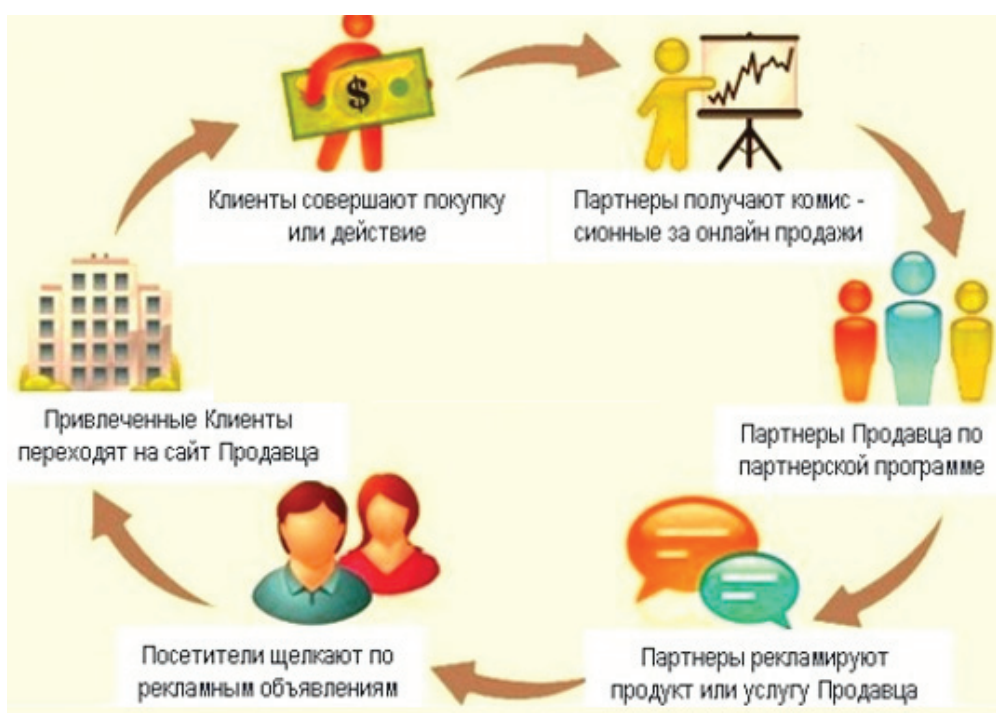 $
Клиенты совершают покупку
или действие
Партнеры получают комис -
сионные за онлайн продажи
Привлеченные Клиенты
переходят на сайт Продавца
Партнеры Продавца по
партнерской программе
Посетители щелкают по
рекламным объявлениям
Партнеры рекламируют
продукт или услугу Продавца